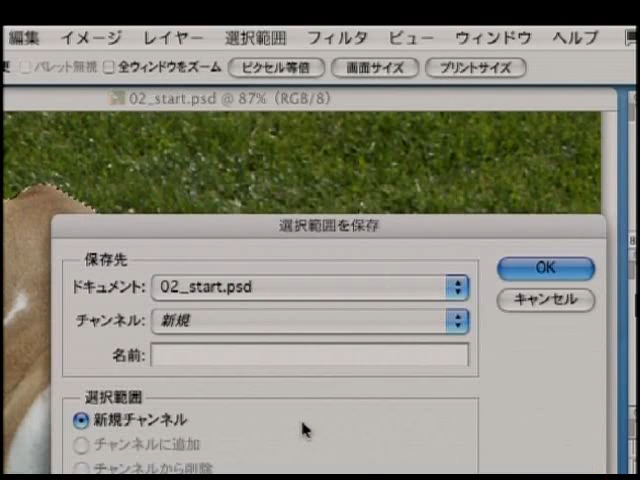 編集 イメージ レイヤー 選択範囲 フィルタ ビュー ウィンドウ ヘルプ
更 パレット無視 全ウィンドウをズーム ピクセル等倍 画面サイズ プリントサイズ
02_start.psd @ 87% (RGB/8)
選択範囲を保存
保存先
ドキュメント: 02_start.psd
OK
チャンネル: 新規
キャンセル
名前:
選択範囲
新規チャンネル
チャンネルに追加
チャンネルから削除